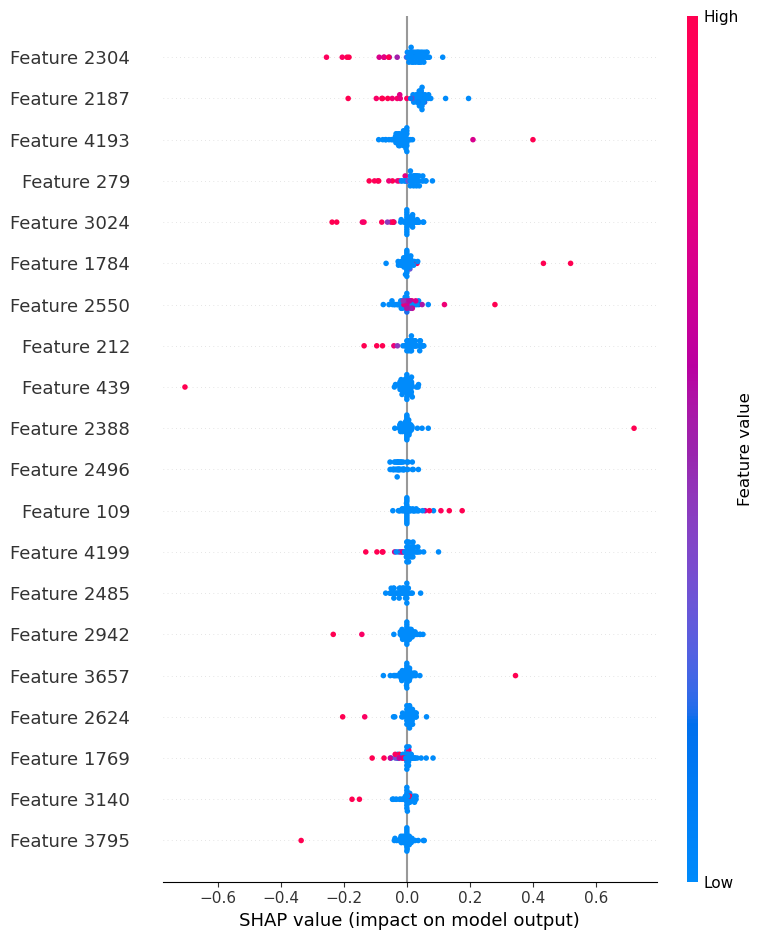 High
Feature 2304
Feature 2187
Feature 4193
Feature 279
Feature 3024
Feature 1784
Feature 2550
Feature 212
Feature 439
Feature 2388
Feature 2496
Feature 109
Feature 4199
Feature 2485
Feature 2942
Feature 3657
Feature 2624
Feature 1769
Feature 3140
Feature 3795
Feature value
Low
−0.6 −0.4 −0.2 0.0 0.2 0.4 0.6
SHAP value (impact on model output)